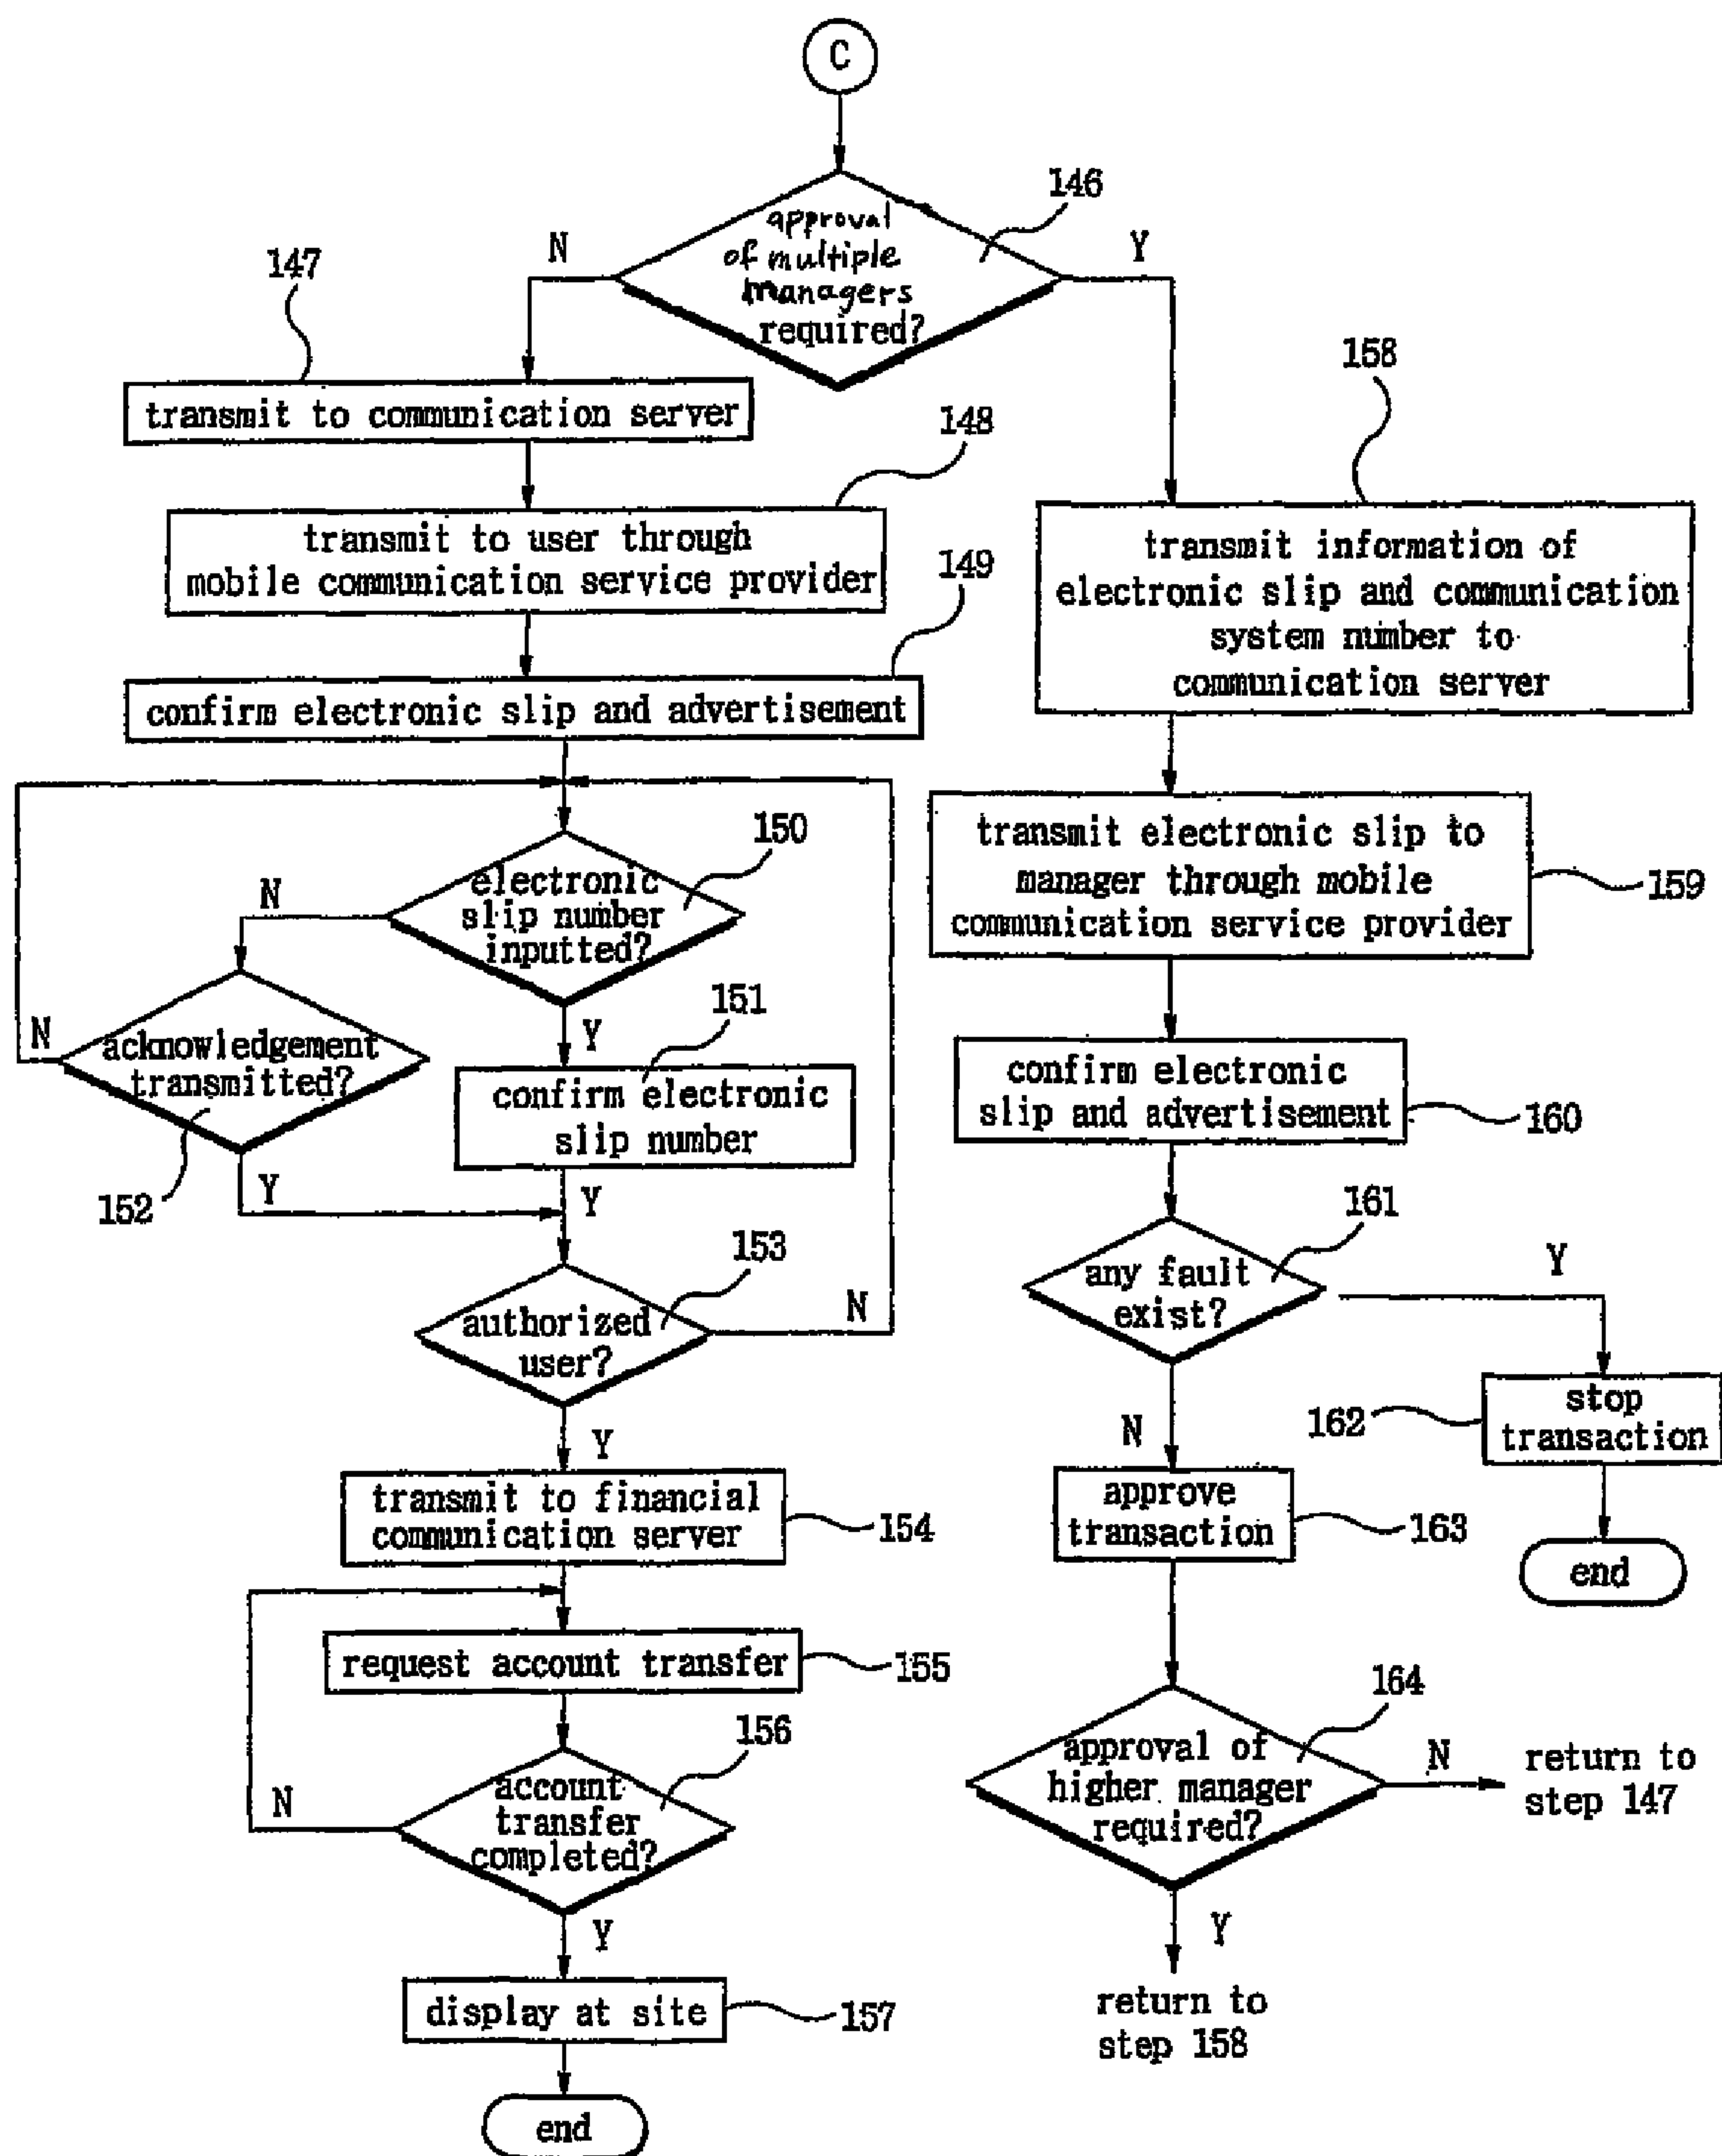 C
146
approval
of multiple
managers
required?
N
Y
147
transmit to communication server
148
transmit to user through
mobile communication service provider
149
confirm electronic slip and advertisement
150
electronic
slip number
inputted?
N
Y
151
confirm electronic
slip number
acknowledgement
transmitted?
N
152
Y
Y
153
authorized
user?
N
Y
transmit to financial
communication server
154
request account transfer
155
156
account
transfer
completed?
N
Y
display at site
157
end
158
transmit information of
electronic slip and communication
system number to
communication server
transmit electronic slip to
manager through mobile
communication service provider
159
confirm electronic
slip and advertisement
160
161
any fault
exist?
Y
N
162
stop
transaction
end
approve
transaction
163
164
approval of
higher manager
required?
N
return to
step 147
Y
return to
step 158